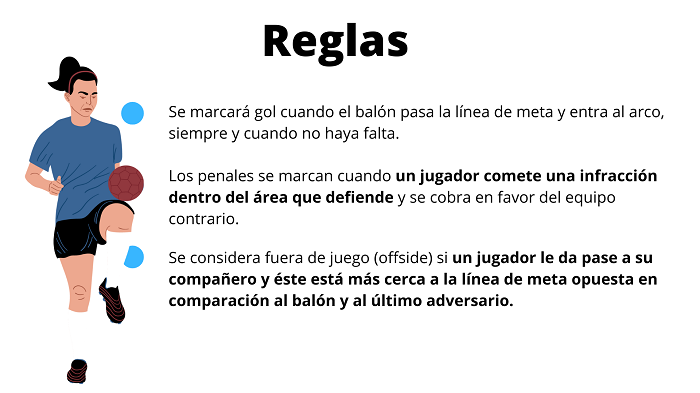 Reglas
Se marcará gol cuando el balón pasa la línea de meta y entra al arco,
siempre y cuando no haya falta.
Los penales se marcan cuando un jugador comete una infracción
dentro del área que defiende y se cobra en favor del equipo
contrario.
Se considera fuera de juego (offside) si un jugador le da pase a su
compañero y éste está más cerca a la línea de meta opuesta en
comparación al balón y al último adversario.